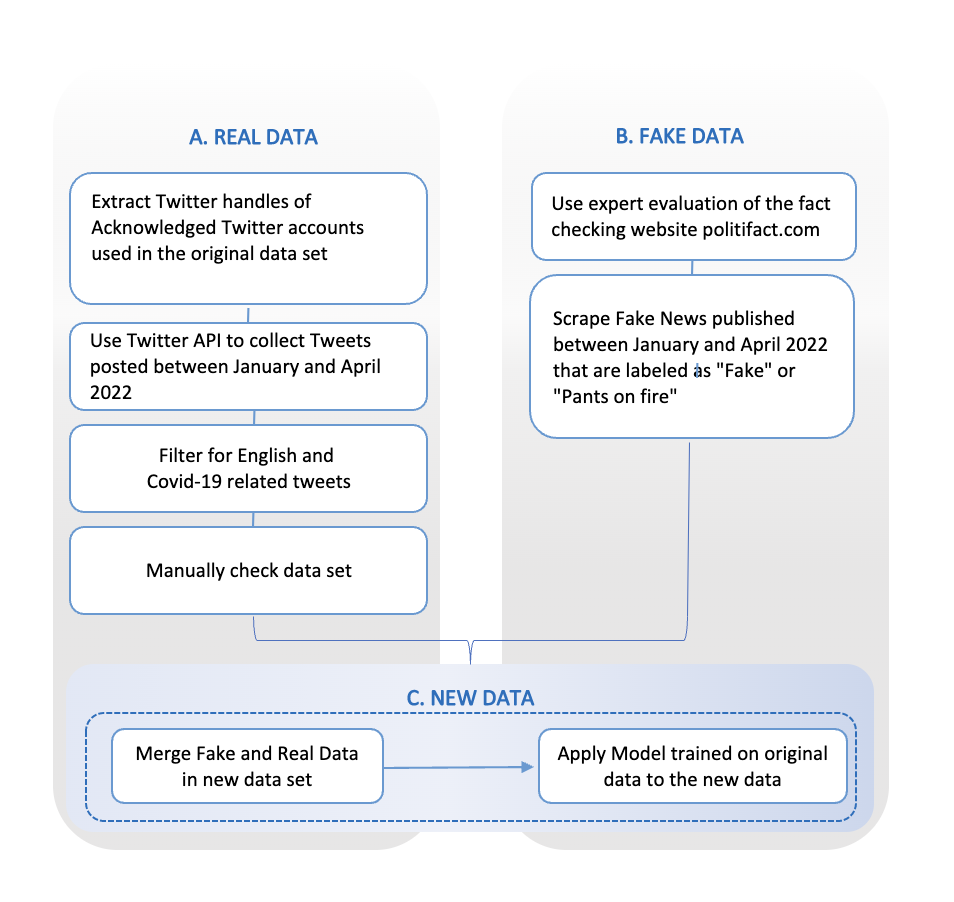 A. REAL DATA
Extract Twitter handles of
Acknowledged Twitter accounts
used in the original data set
Use Twitter API to collect Tweets
posted between January and April
2022
Filter for English and
Covid-19 related tweets
Manually check data set
B. FAKE DATA
Use expert evaluation of the fact
checking website politifact.com
Scrape Fake News published
between January and April 2022
that are labeled as "Fake" or
"Pants on fire"
C. NEW DATA
Merge Fake and Real Data
in new data set
Apply Model trained on original
data to the new data